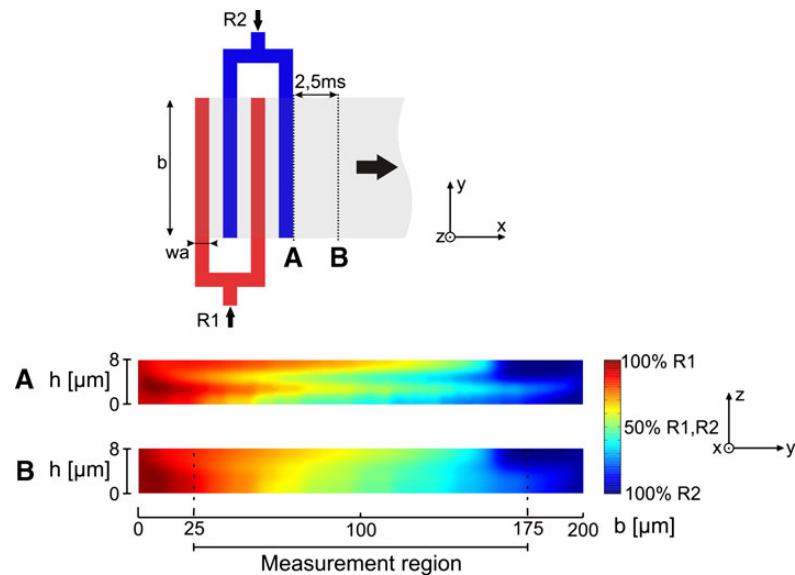 R2
2,5ms
b
wa
A
B
R1
y
z
x
A
h [µm]
8
0
100% R1
50% R1,R2
100% R2
z
x
y
B
h [µm]
8
0
0
25
100
175
200
b [µm]
Measurement region